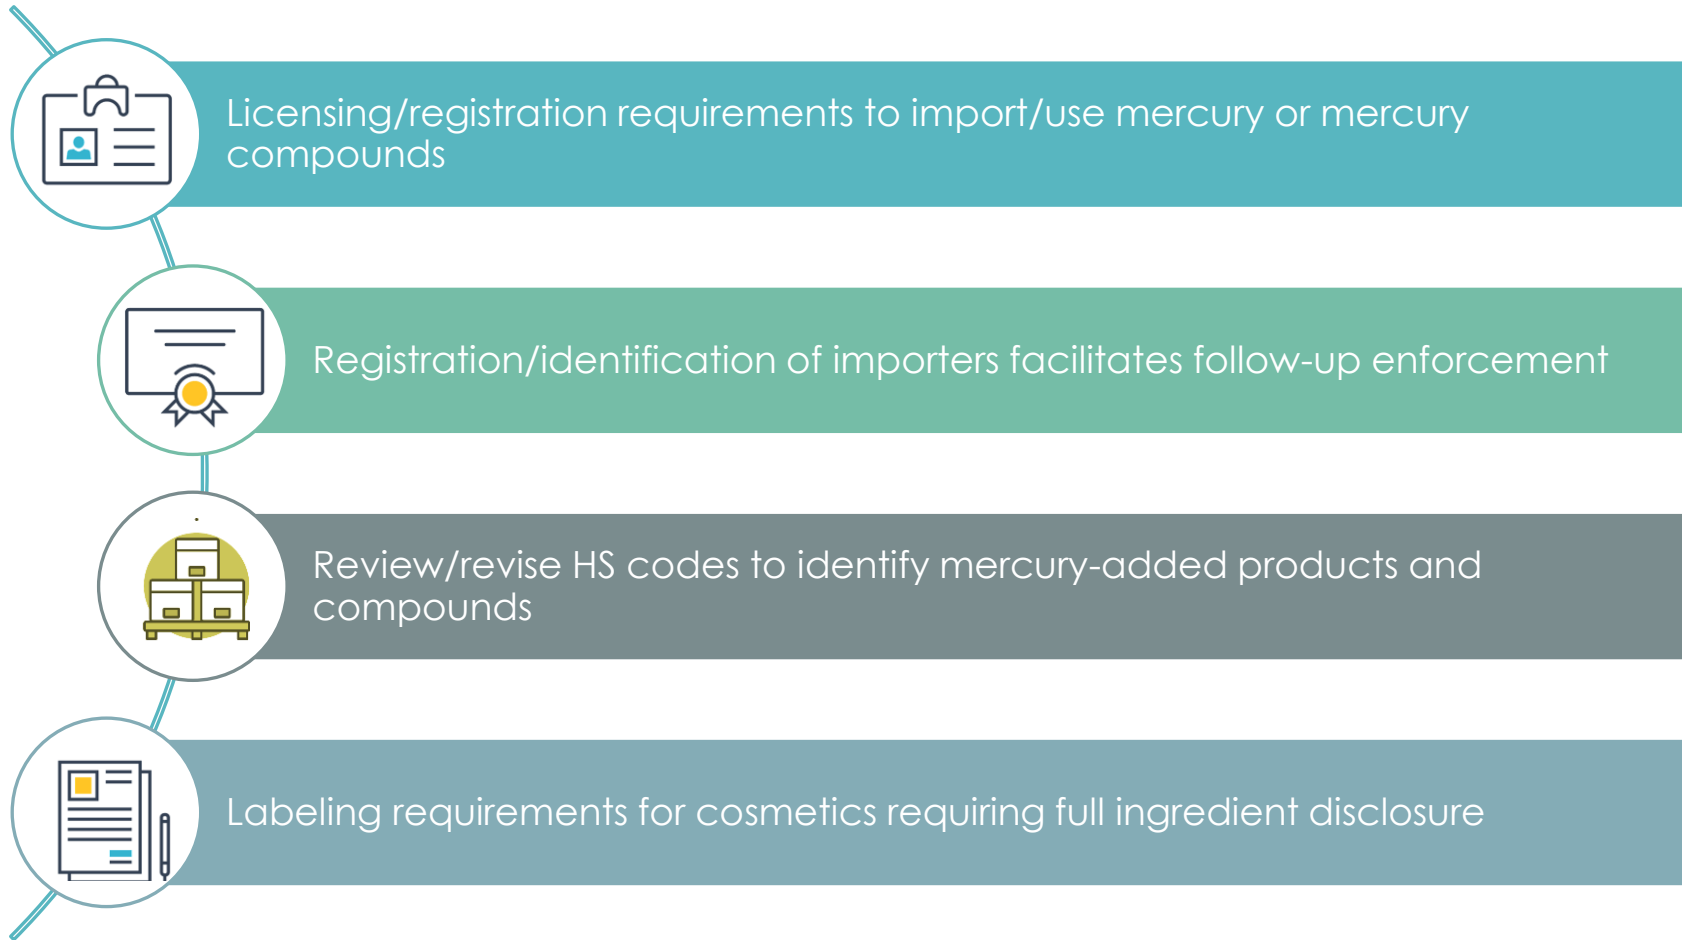 Licensing/registration requirements to import/use mercury or mercury
compounds
Registration/identification of importers facilitates follow-up enforcement
Review/revise HS codes to identify mercury-added products and
compounds
Labeling requirements for cosmetics requiring full ingredient disclosure